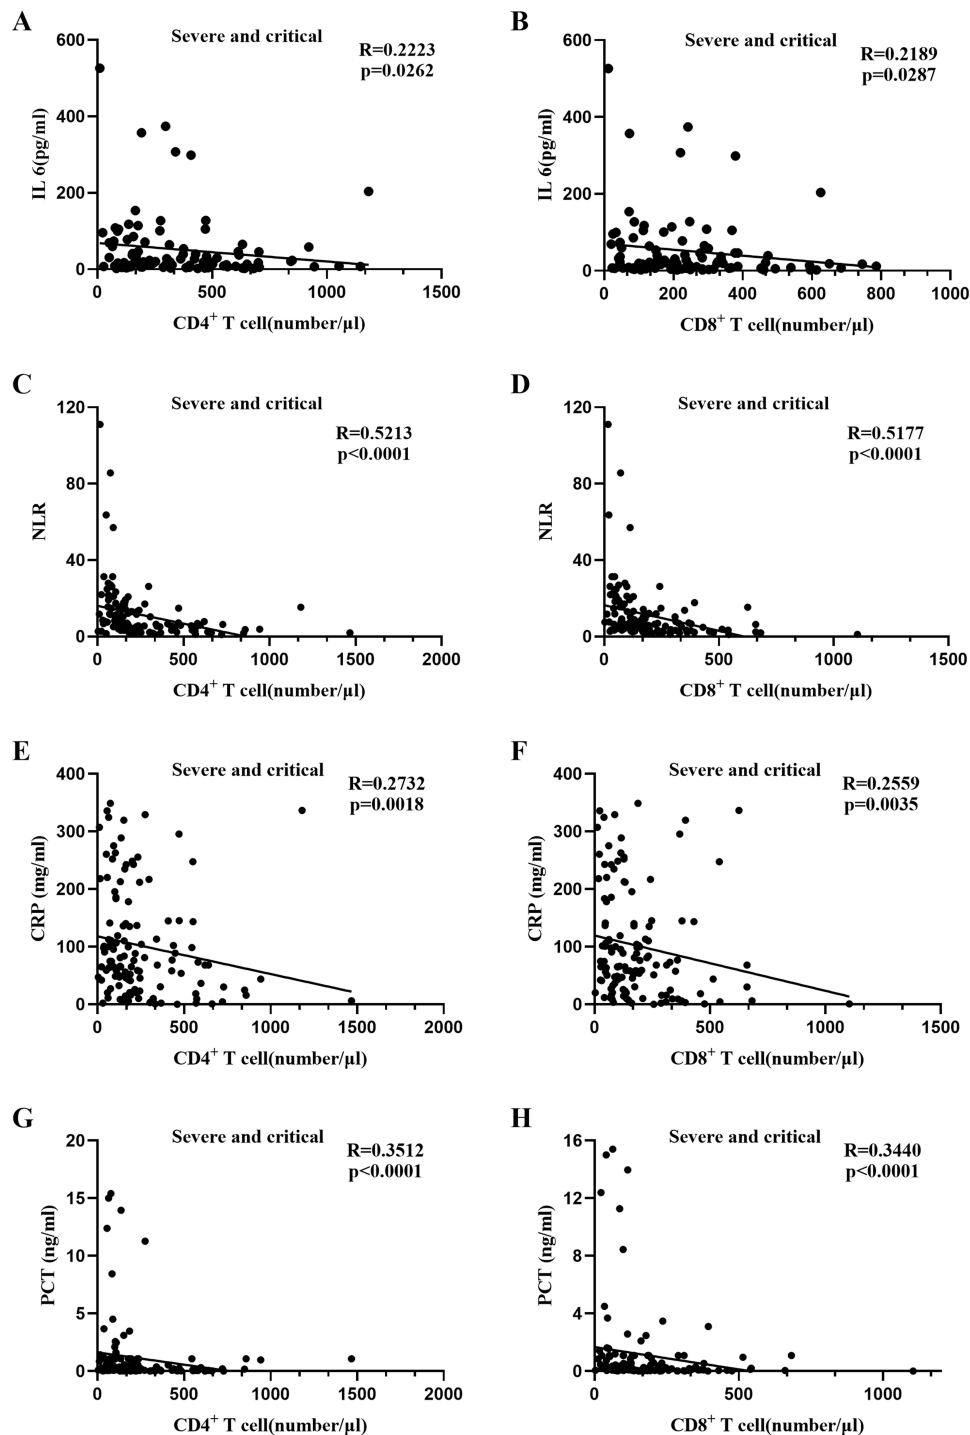 A
Severe and critical
R=0.2223
p=0.0262
IL 6(pg/ml)
600
400
200
0
0
500
1000
1500
CD4⁺ T cell(number/μl)
B
Severe and critical
R=0.2189
p=0.0287
IL 6(pg/ml)
600
400
200
0
0
200
400
600
800
1000
CD8⁺ T cell(number/μl)
C
Severe and critical
R=0.5213
p<0.0001
NLR
120
80
40
0
0
500
1000
1500
2000
CD4⁺ T cell(number/μl)
D
Severe and critical
R=0.5177
p<0.0001
NLR
120
80
40
0
0
500
1000
1500
CD8⁺ T cell(number/μl)
E
Severe and critical
R=0.2732
p=0.0018
CRP (mg/ml)
400
300
200
100
0
0
500
1000
1500
2000
CD4⁺ T cell(number/μl)
F
Severe and critical
R=0.2559
p=0.0035
CRP (mg/ml)
400
300
200
100
0
0
500
1000
1500
CD8⁺ T cell(number/μl)
G
Severe and critical
R=0.3512
p<0.0001
PCT (ng/ml)
20
15
10
5
0
0
500
1000
1500
2000
CD4⁺ T cell(number/μl)
H
Severe and critical
R=0.3440
p<0.0001
PCT (ng/ml)
16
12
8
4
0
0
500
1000
CD8⁺ T cell(number/μl)